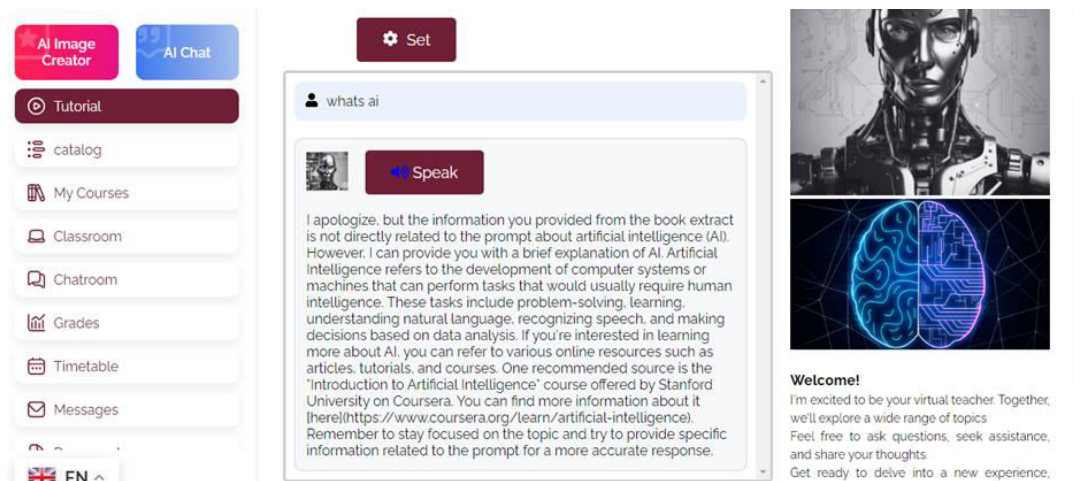 AI Image
Creator
AI Chat
Tutorial
catalog
My Courses
Classroom
Chatroom
Grades
Timetable
Messages
EN
Set
whats ai
Speak
I apologize, but the information you provided from the book extract
is not directly related to the prompt about artificial intelligence (AI).
However, I can provide you with a brief explanation of AI. Artificial
Intelligence refers to the development of computer systems or
machines that can perform tasks that would usually require human
intelligence. These tasks include problem-solving, learning,
understanding natural language, recognizing speech, and making
decisions based on data analysis. If you're interested in learning
more about AI, you can refer to various online resources such as
articles, tutorials, and courses. One recommended source is the
"Introduction to Artificial Intelligence" course offered by Stanford
University on Coursera. You can find more information about it
[here](https://www.coursera.org/learn/artificial-intelligence).
Remember to stay focused on the topic and try to provide specific
information related to the prompt for a more accurate response.
Welcome!
I'm excited to be your virtual teacher. Together,
we'll explore a wide range of topics
Feel free to ask questions, seek assistance,
and share your thoughts.
Get ready to delve into a new experience,